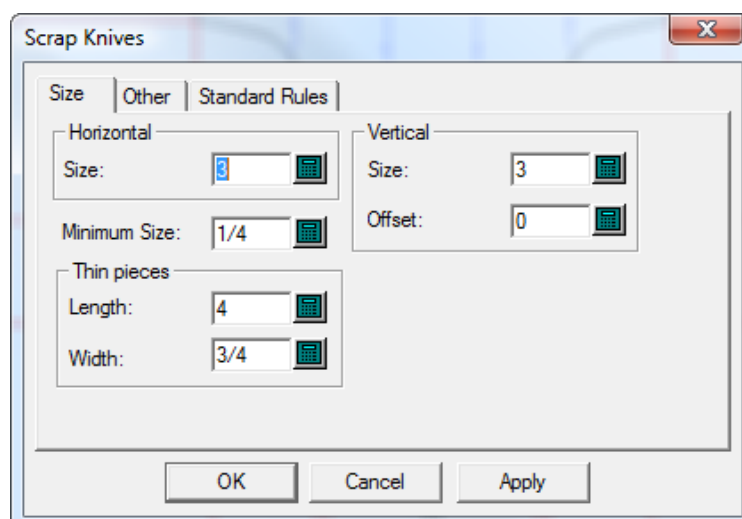 Scrap Knives
Size Other Standard Rules
Horizontal
Size: 3
Minimum Size: 1/4
Thin pieces
Length: 4
Width: 3/4
Vertical
Size: 3
Offset: 0
OK Cancel Apply